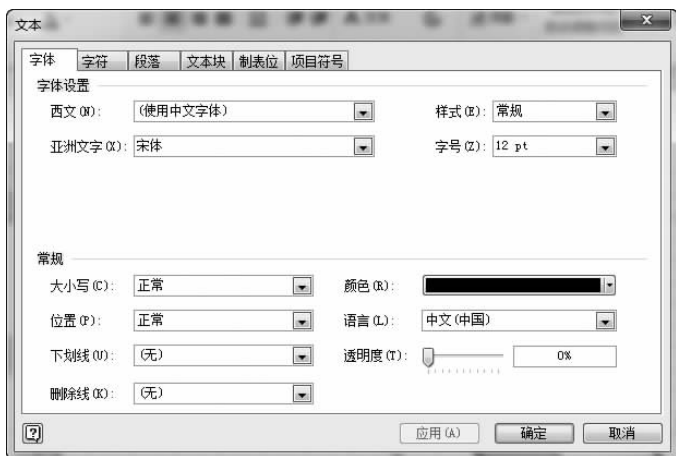 文本
字体 字符 段落 文本块 制表位 项目符号
字体设置
西文(N): (使用中文字体) 样式(E): 常规
亚洲文字(X): 宋体 字号(Z): 12 pt
常规
大小写(C): 正常 颜色(R):
位置(P): 正常 语言(L): 中文(中国)
下划线(U): (无) 透明度(T): 0%
删除线(K): (无)
应用(A) 确定 取消